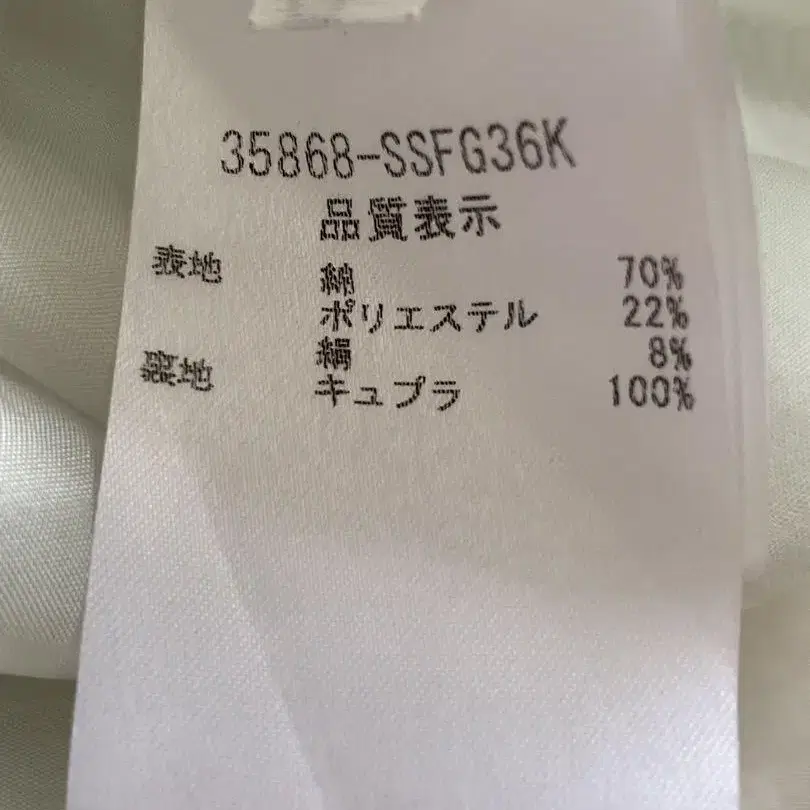 35868-SSFG36K
品質表示
表地 綿 70%
ポリエステル 22%
絹 8%
裏地 キュプラ 100%